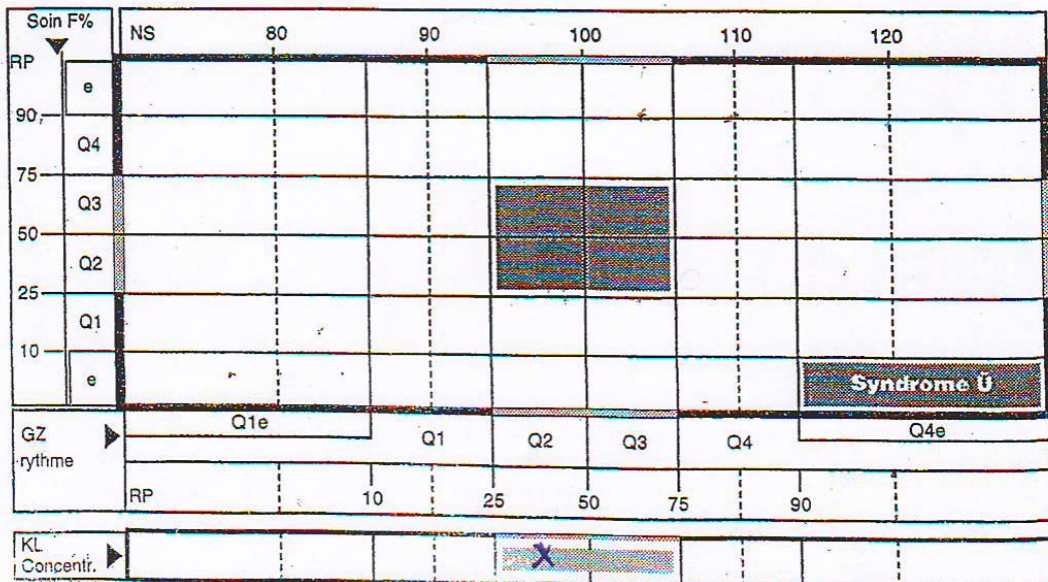 Soin F%
NS 80 90 100 110 120
RP
e
90
Q4
75
Q3
50
Q2
25
Q1
10
e
Syndrome Ü
GZ
rythme
Q1e Q1 Q2 Q3 Q4 Q4e
RP 10 25 50 75 90
KL
Concentr.
X